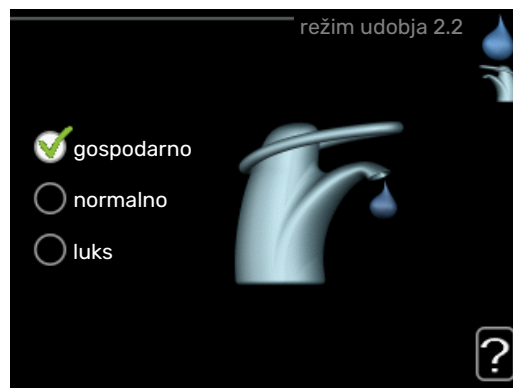 režim udobja 2.2
gospodarno
normalno
luks
?